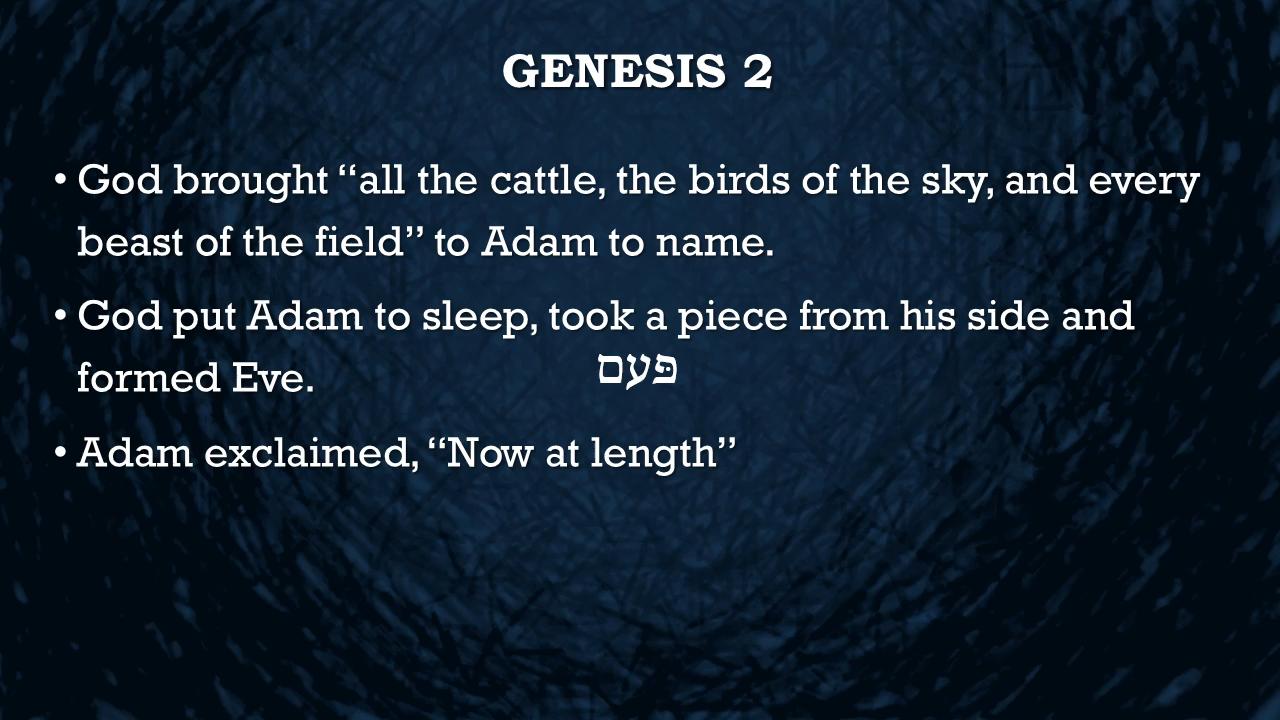 GENESIS 2
• God brought “all the cattle, the birds of the sky, and every
beast of the field” to Adam to name.
• God put Adam to sleep, took a piece from his side and
formed Eve.
פּעם
• Adam exclaimed, “Now at length”